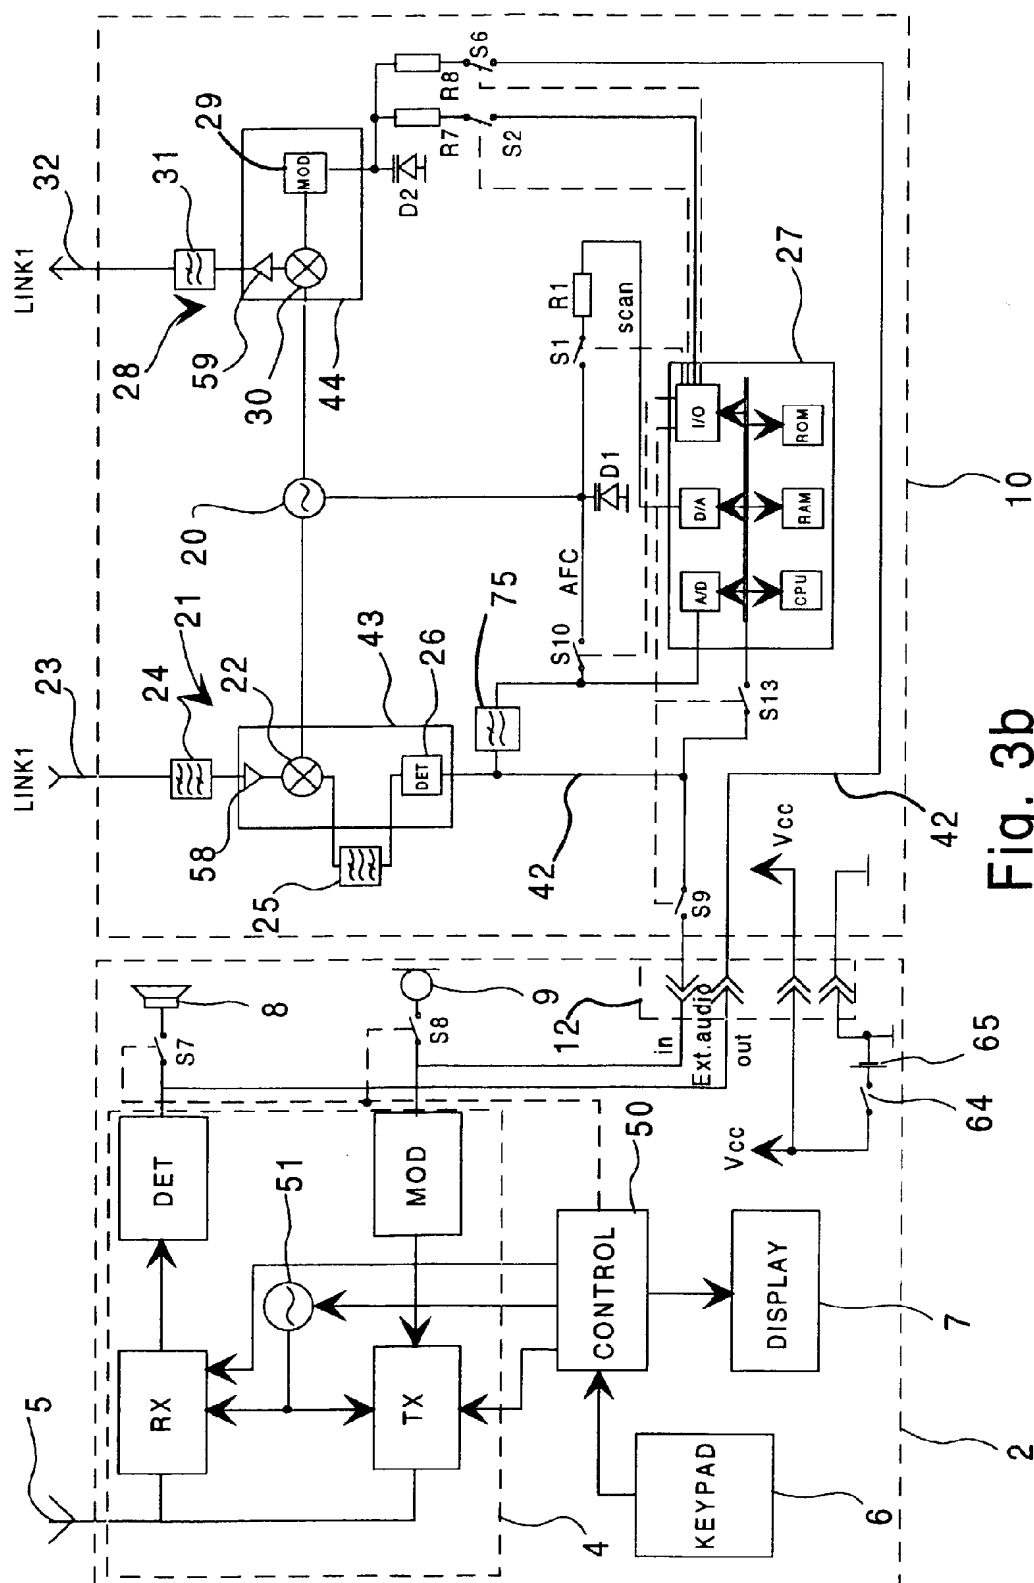 LINK1
23
24
21
58
22
25
43
DET
26
42
75
AFC
S10
S9
S13
20
LINK1
32
31
28
29
59
30
44
MOD
D2
R7
R8
S2
S6
S1
R1
scan
D1
27
A/D
D/A
I/O
CPU
RAM
ROM
10
42
Vcc
5
RX
DET
S7
8
51
TX
MOD
S8
9
4
12
in
Ext.audio
out
50
CONTROL
KEYPAD
6
DISPLAY
7
Vcc
64
65
2
Fig. 3b